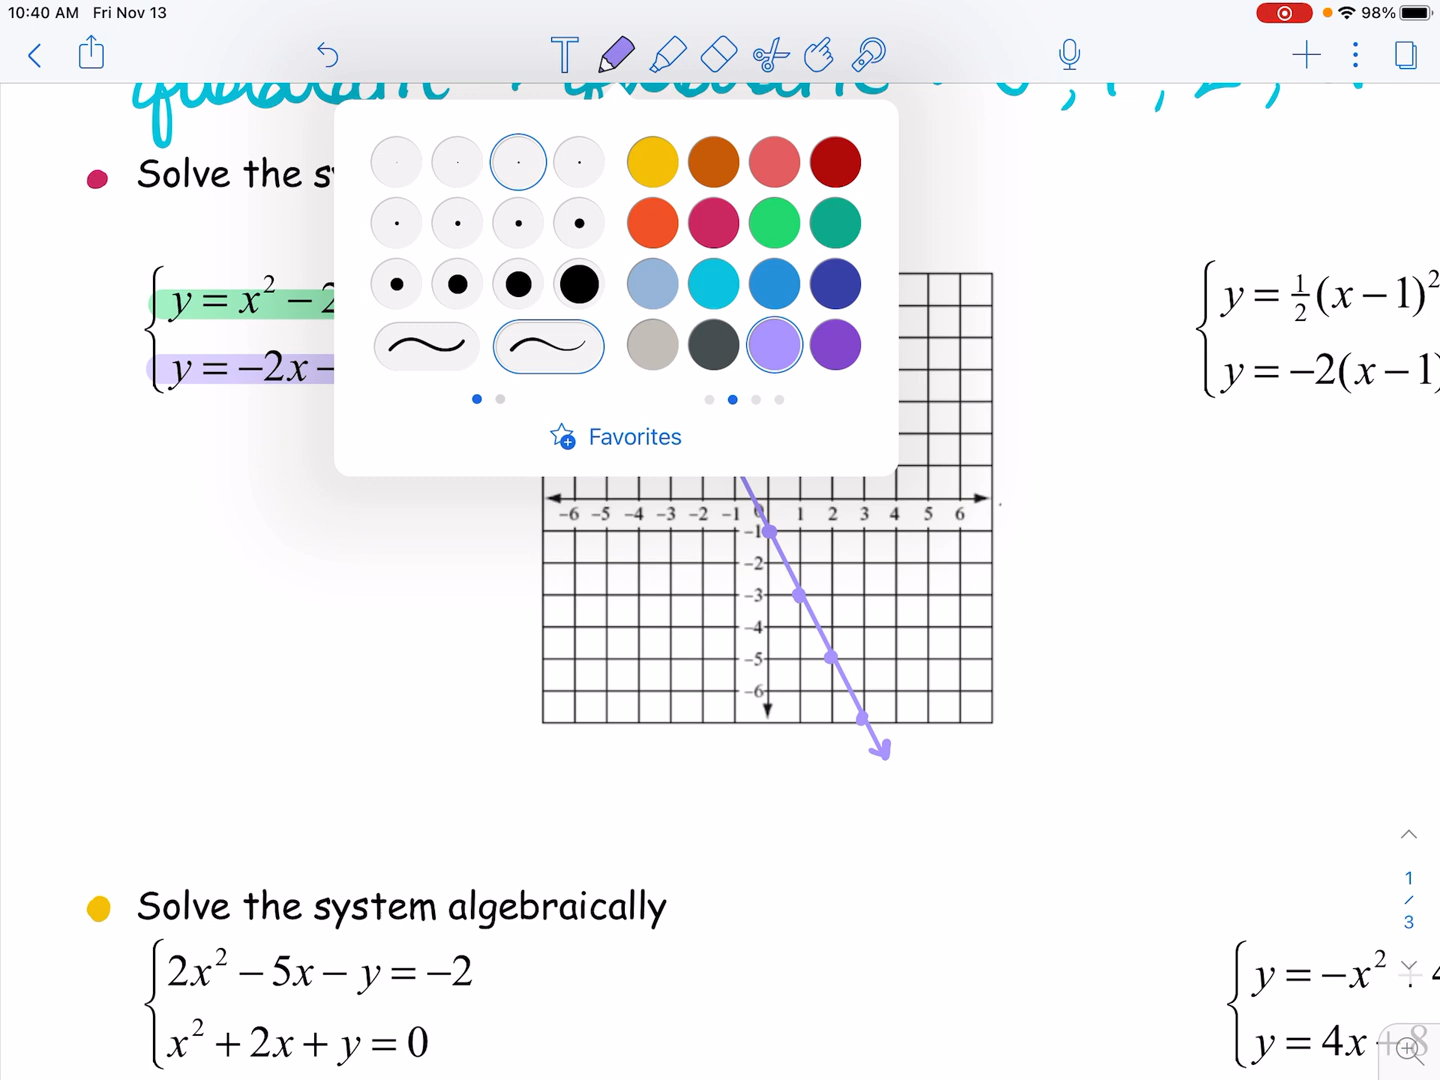 10:40 AM Fri Nov 13
98%
T
Solve the s
y = x² − 2
y = −2x −
y = ½(x − 1)²
y = −2(x − 1)
Favorites
−6 −5 −4 −3 −2 −1 0 1 2 3 4 5 6
−1
−2
−3
−4
−5
−6
1
/
3
Solve the system algebraically
2x² − 5x − y = −2
x² + 2x + y = 0
y = −x²
y = 4x + 8